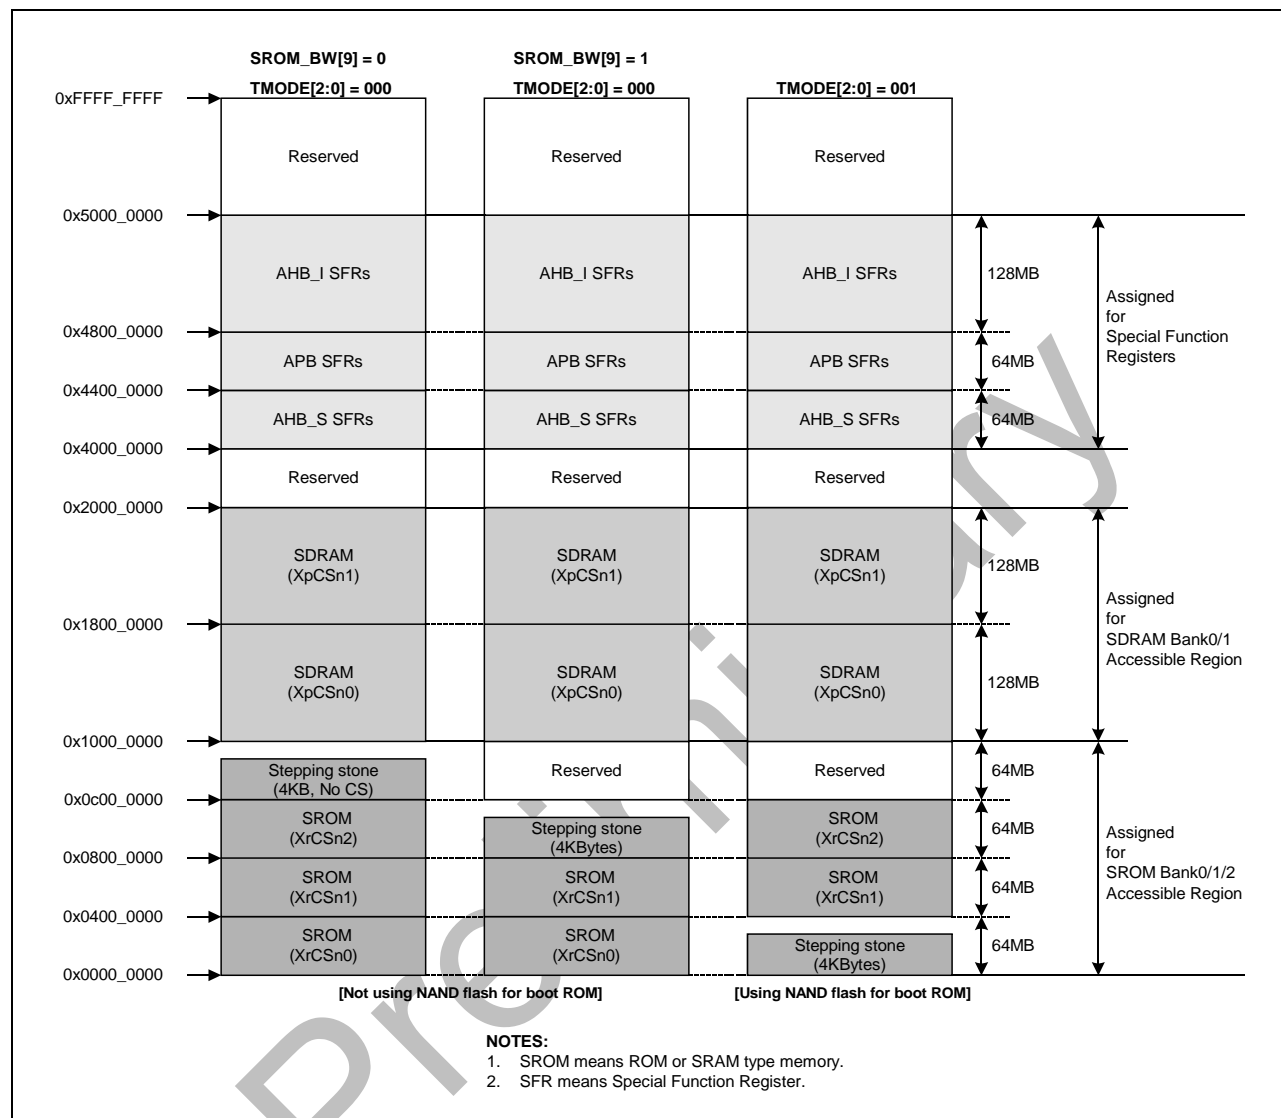 SROM_BW[9] = 0 SROM_BW[9] = 1
TMODE[2:0] = 000 TMODE[2:0] = 000 TMODE[2:0] = 001
0xFFFF_FFFF
Reserved Reserved Reserved
0x5000_0000
AHB_I SFRs AHB_I SFRs AHB_I SFRs 128MB
Assigned
for
Special Function
Registers
0x4800_0000
APB SFRs APB SFRs APB SFRs 64MB
0x4400_0000
AHB_S SFRs AHB_S SFRs AHB_S SFRs 64MB
0x4000_0000
Reserved Reserved Reserved
0x2000_0000
SDRAM SDRAM SDRAM
(XpCSn1) (XpCSn1) (XpCSn1)
128MB
Assigned
for
SDRAM Bank0/1
Accessible Region
0x1800_0000
SDRAM SDRAM SDRAM
(XpCSn0) (XpCSn0) (XpCSn0)
128MB
0x1000_0000
Stepping stone
(4KB, No CS)
Reserved Reserved 64MB
0x0c00_0000
SROM
(XrCSn2)
Stepping stone
(4KBytes)
SROM
(XrCSn2)
64MB
Assigned
for
SROM Bank0/1/2
Accessible Region
0x0800_0000
SROM SROM SROM
(XrCSn1) (XrCSn1) (XrCSn1)
64MB
0x0400_0000
SROM SROM
(XrCSn0) (XrCSn0)
Stepping stone
(4KBytes)
64MB
0x0000_0000
[Not using NAND flash for boot ROM] [Using NAND flash for boot ROM]
NOTES:
1. SROM means ROM or SRAM type memory.
2. SFR means Special Function Register.
Preliminary